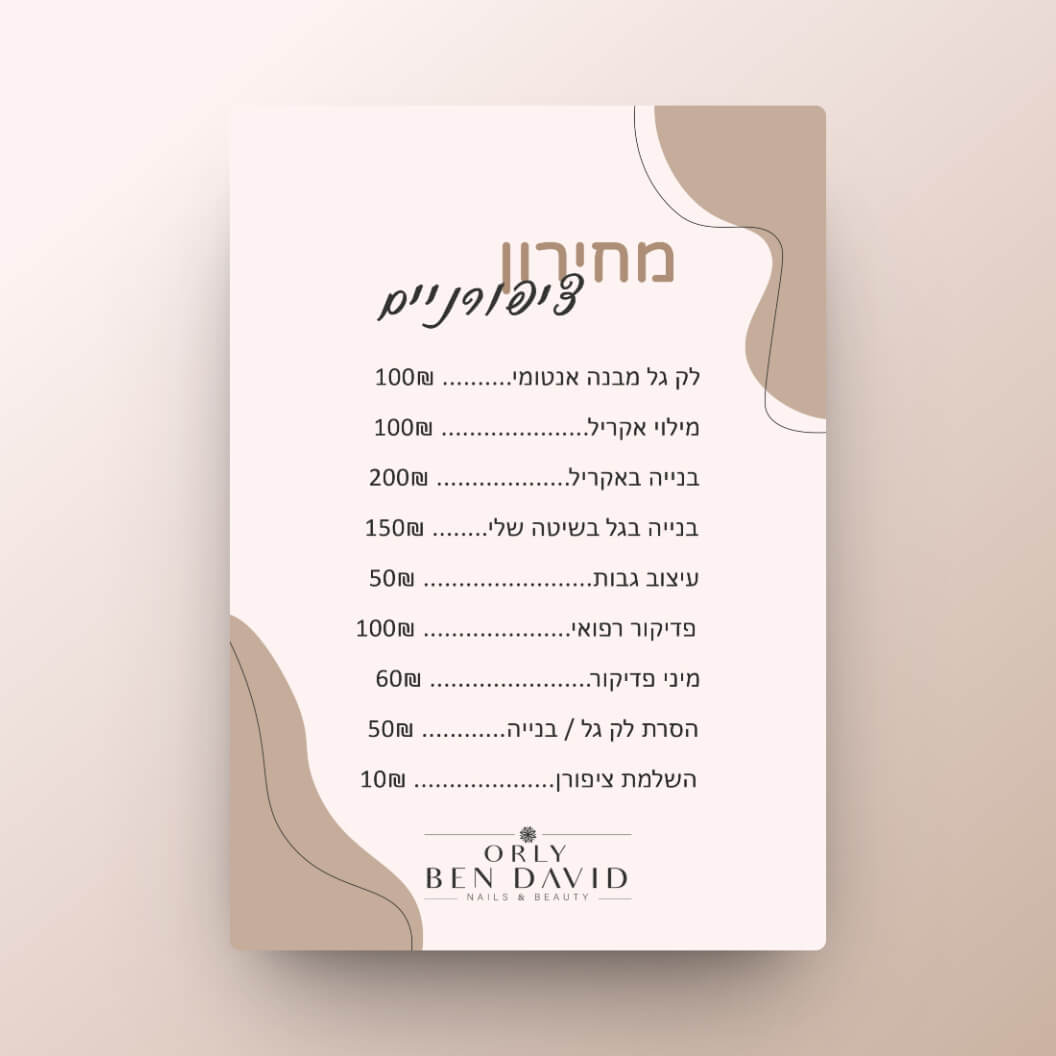 מחירון
ציפורניים
לק גל מבנה אנטומי.......... 100₪
מילוי אקריל..................... 100₪
בנייה באקריל................... 200₪
בנייה בגל בשיטה שלי........ 150₪
עיצוב גבות........................ 50₪
פדיקור רפואי..................... 100₪
מיני פדיקור....................... 60₪
הסרת לק גל / בנייה............ 50₪
השלמת ציפורן.................... 10₪
ORLY
BEN DAVID
NAILS & BEAUTY